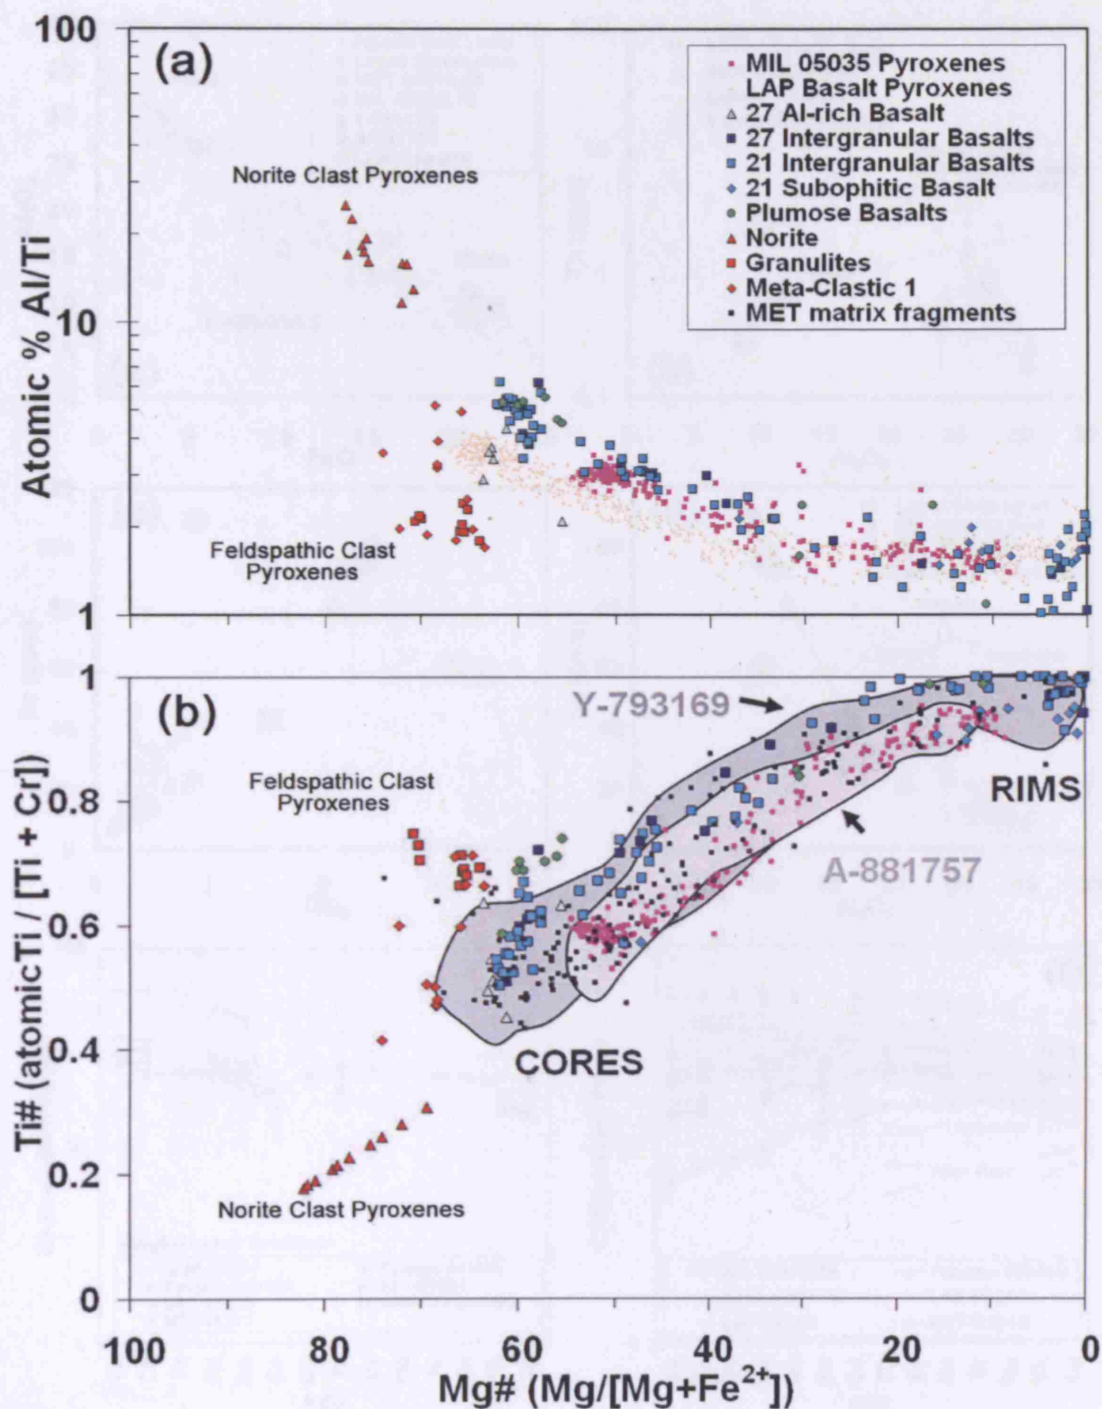 100
(a)
MIL 05035 Pyroxenes
LAP Basalt Pyroxenes
27 Al-rich Basalt
27 Intergranular Basalts
21 Intergranular Basalts
21 Subophitic Basalt
Plumose Basalts
Norite
Granulites
Meta-Clastic 1
MET matrix fragments
Norite Clast Pyroxenes
Atomic % Al/Ti
10
Feldspathic Clast
Pyroxenes
1
1
(b)
Y-793169
Feldspathic Clast
Pyroxenes
0.8
RIMS
A-881757
0.6
Ti# (atomicTi / [Ti + Cr])
0.4
CORES
0.2
Norite Clast Pyroxenes
0
100
80
60
40
20
0
Mg# (Mg/[Mg+Fe²⁺])